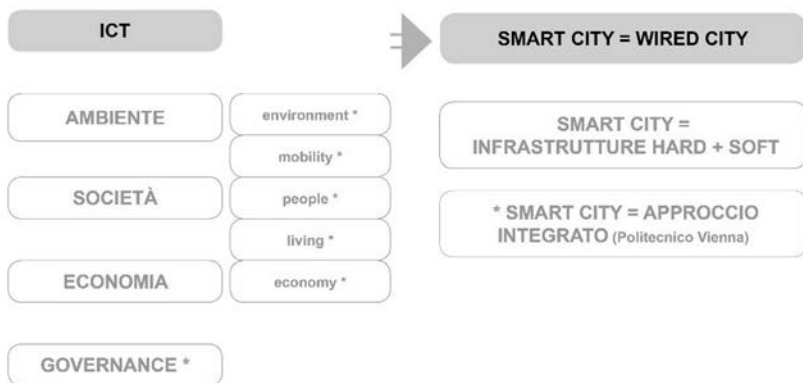 ICT
SMART CITY = WIRED CITY
AMBIENTE
environment *
mobility *
SOCIETÀ
people *
living *
ECONOMIA
economy *
GOVERNANCE *
SMART CITY =
INFRASTRUTTURE HARD + SOFT
* SMART CITY = APPROCCIO
INTEGRATO (Politecnico Vienna)